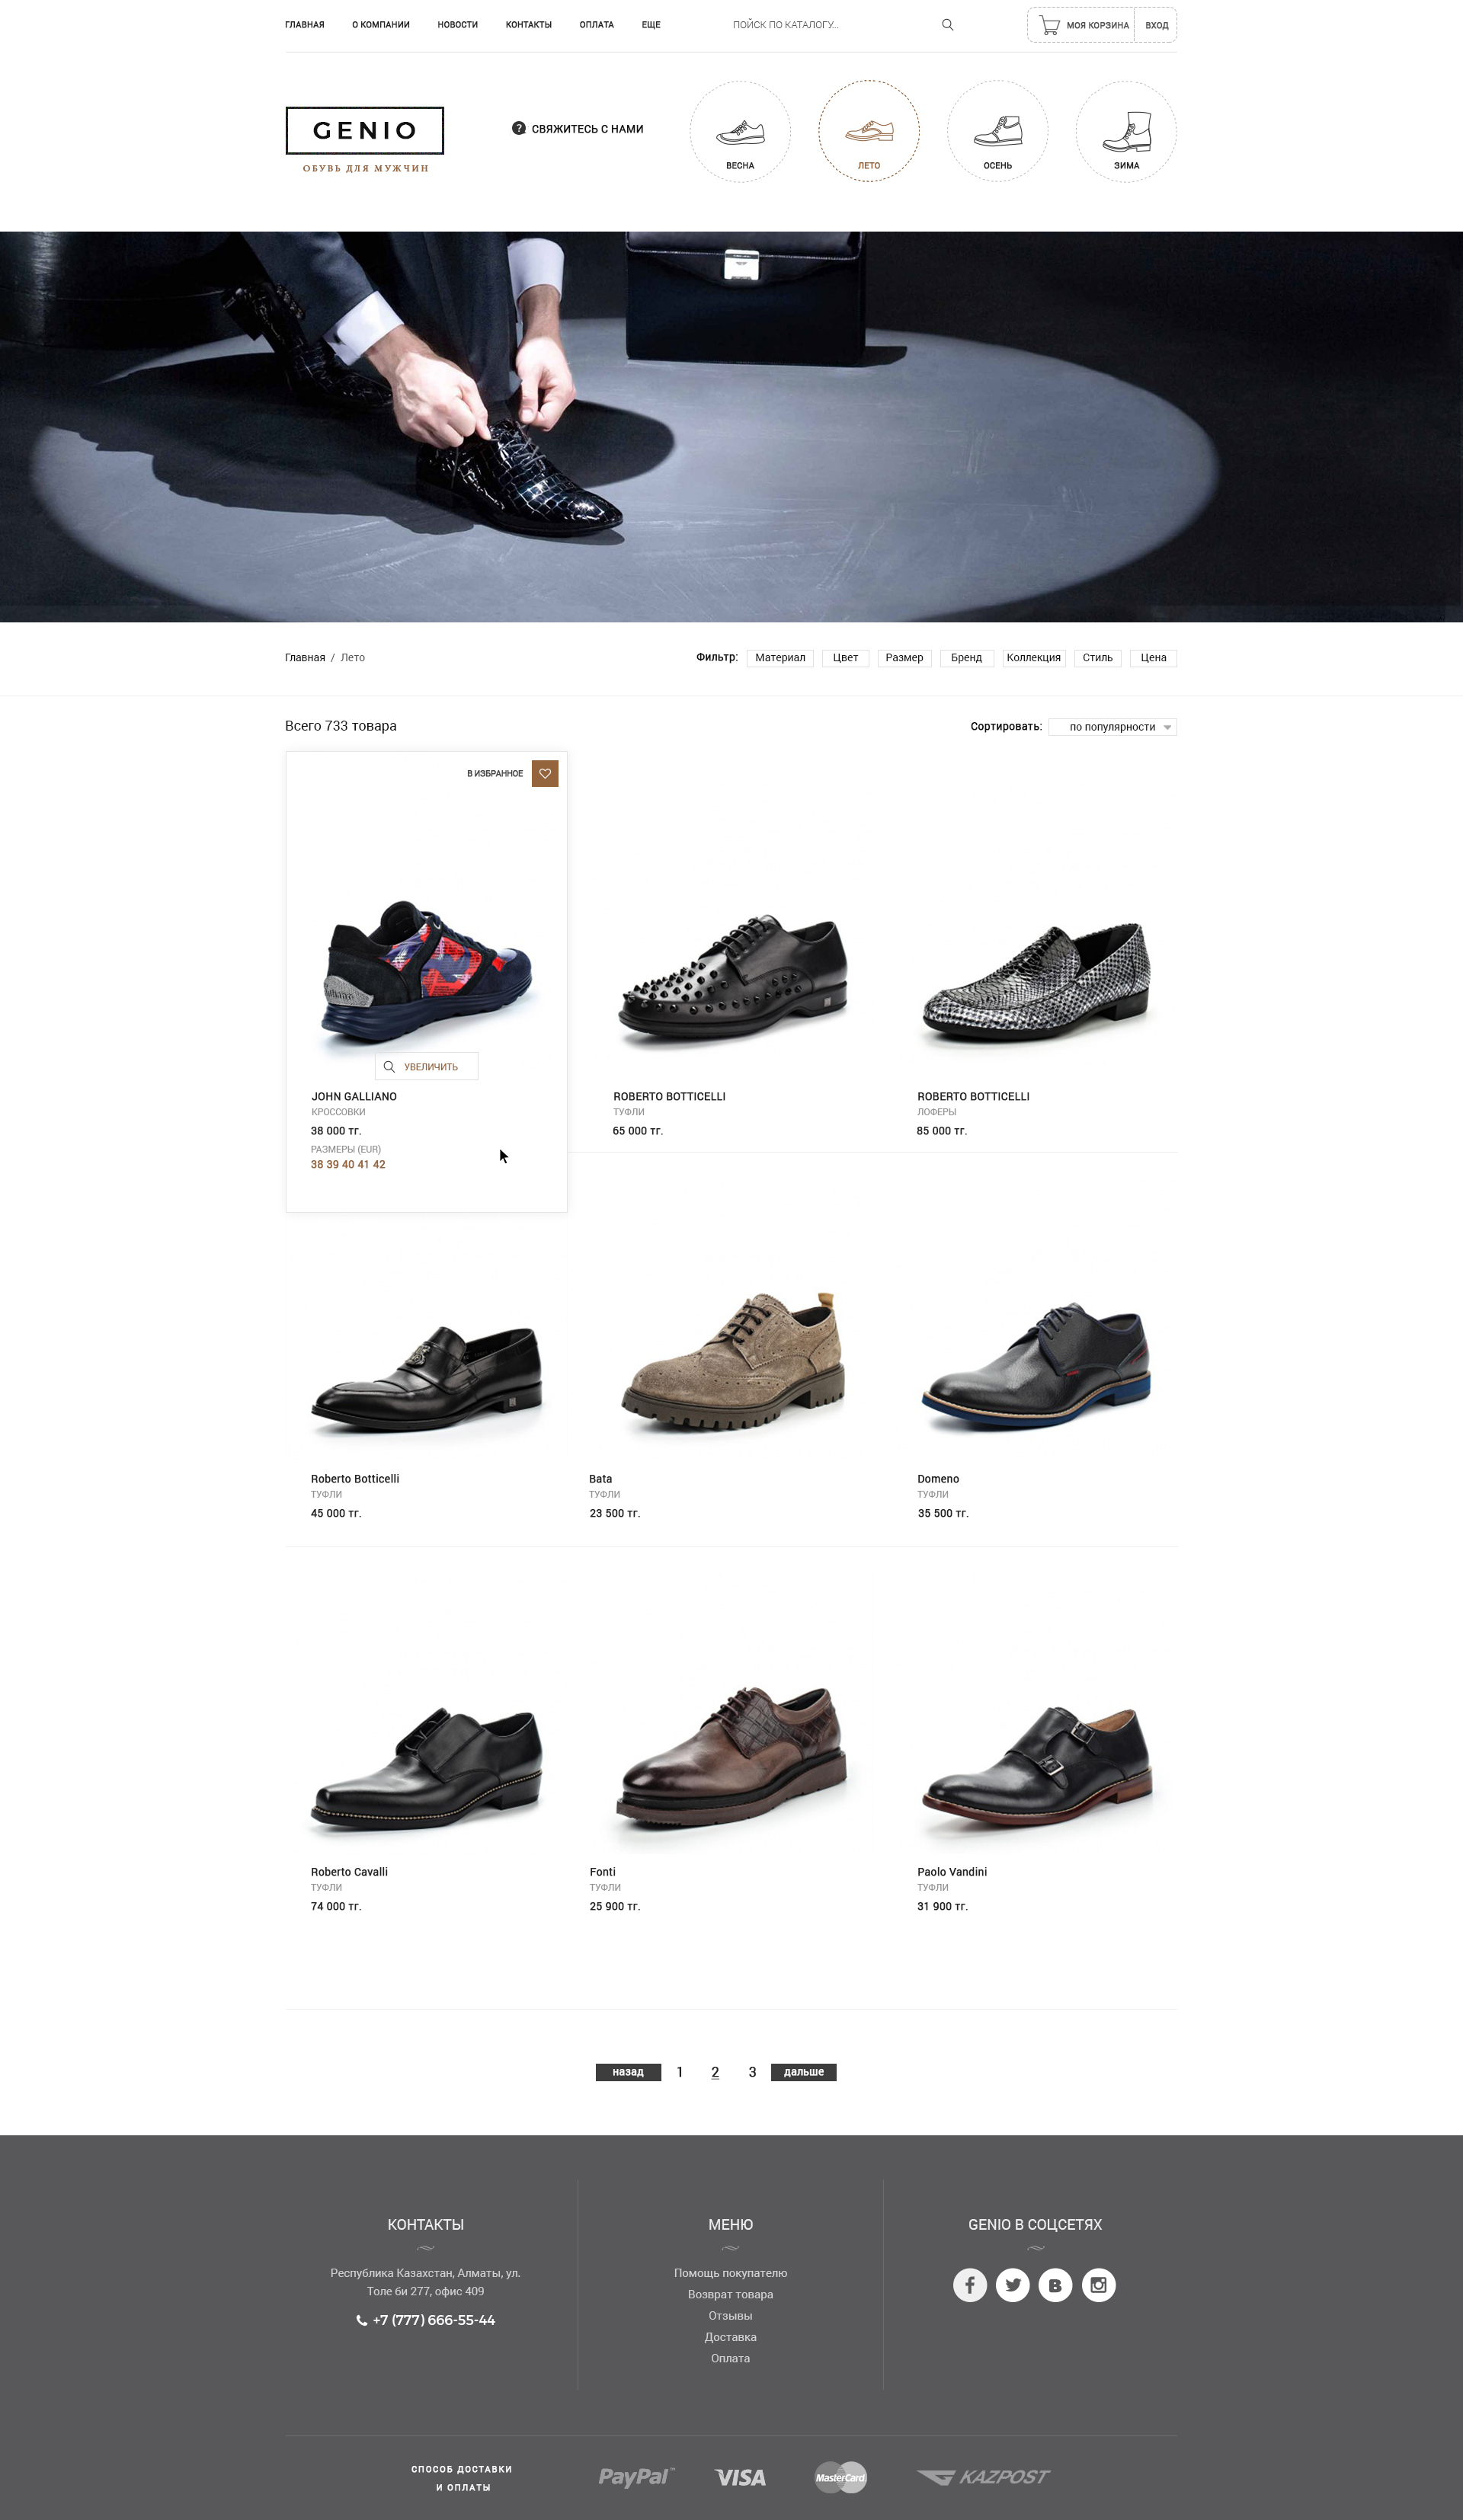 ГЛАВНАЯ О КОМПАНИИ НОВОСТИ КОНТАКТЫ ОПЛАТА ЕЩЕ ПОЙСК ПО КАТАЛОГУ... МОЯ КОРЗИНА ВХОД
GENIO
ОБУВЬ ДЛЯ МУЖЧИН
? СВЯЖИТЕСЬ С НАМИ
ВЕСНА ЛЕТО ОСЕНЬ ЗИМА
Главная / Лето
Фильтр: Материал Цвет Размер Бренд Коллекция Стиль Цена
Всего 733 товара
Сортировать: по популярности
В ИЗБРАННОЕ
Galliano
УВЕЛИЧИТЬ
JOHN GALLIANO
КРОССОВКИ
38 000 тг.
РАЗМЕРЫ (EUR)
38 39 40 41 42
ROBERTO BOTTICELLI
ТУФЛИ
65 000 тг.
ROBERTO BOTTICELLI
ЛОФЕРЫ
85 000 тг.
Roberto Botticelli
ТУФЛИ
45 000 тг.
Bata
ТУФЛИ
23 500 тг.
Domeno
ТУФЛИ
35 500 тг.
Roberto Cavalli
ТУФЛИ
74 000 тг.
Fonti
ТУФЛИ
25 900 тг.
Paolo Vandini
ТУФЛИ
31 900 тг.
назад 1 2 3 дальше
КОНТАКТЫ
Республика Казахстан, Алматы, ул.
Толе би 277, офис 409
+7 (777) 666-55-44
МЕНЮ
Помощь покупателю
Возврат товара
Отзывы
Доставка
Оплата
GENIO В СОЦСЕТЯХ
СПОСОБ ДОСТАВКИ
И ОПЛАТЫ
PayPal™ VISA MasterCard KAZPOST